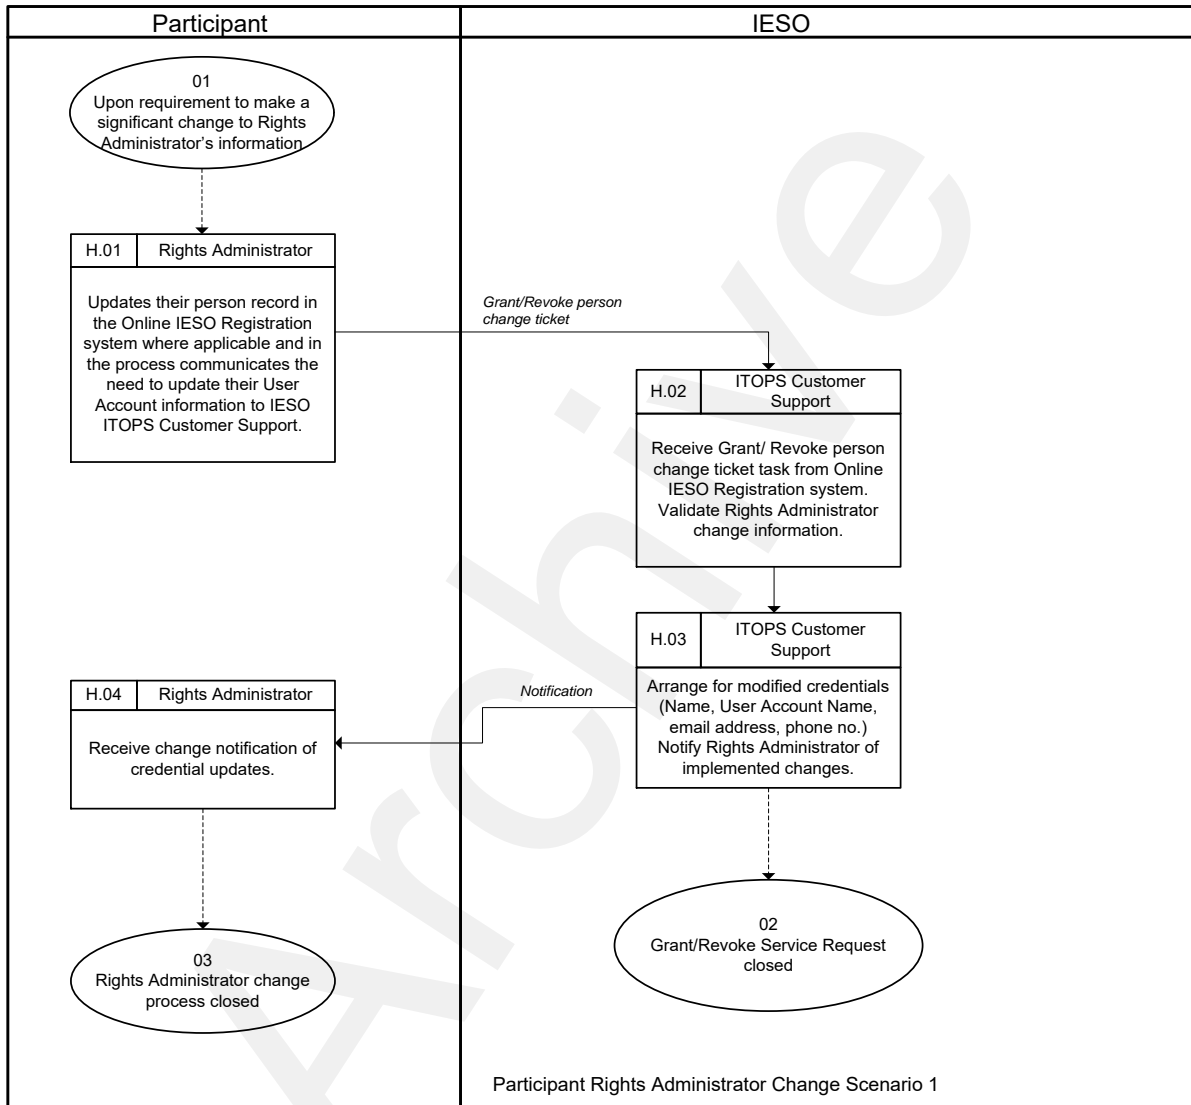 Participant
IESO
01
Upon requirement to make a
significant change to Rights
Administrator's information
H.01
Rights Administrator
Updates their person record in
the Online IESO Registration
system where applicable and in
the process communicates the
need to update their User
Account information to IESO
ITOPS Customer Support.
Grant/Revoke person
change ticket
H.02
ITOPS Customer
Support
Receive Grant/ Revoke person
change ticket task from Online
IESO Registration system.
Validate Rights Administrator
change information.
H.03
ITOPS Customer
Support
Arrange for modified credentials
(Name, User Account Name,
email address, phone no.)
Notify Rights Administrator of
implemented changes.
Notification
H.04
Rights Administrator
Receive change notification of
credential updates.
02
Grant/Revoke Service Request
closed
03
Rights Administrator change
process closed
Participant Rights Administrator Change Scenario 1
Archive